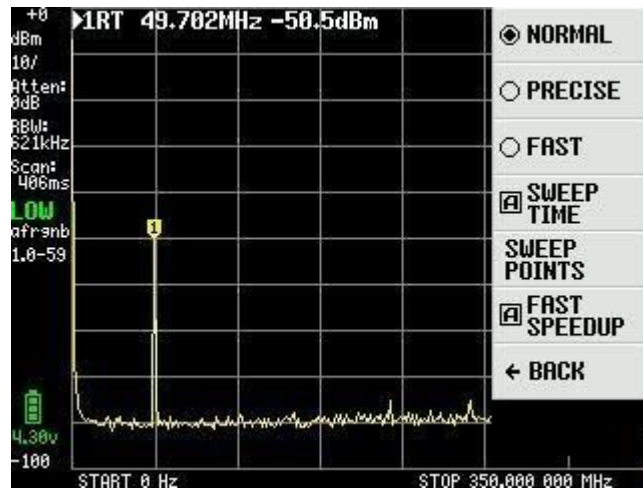 +0
dBm
10/
Atten:
0dB
RBW:
621kHz
Scan:
406ms
LOW
afrgnb
1.0-59
4.30v
-100
1RT 49.702MHz -50.5dBm
1
START 0 Hz
STOP 350.000 000 MHz
NORMAL
PRECISE
FAST
A SWEEP
TIME
SWEEP
POINTS
A FAST
SPEEDUP
← BACK